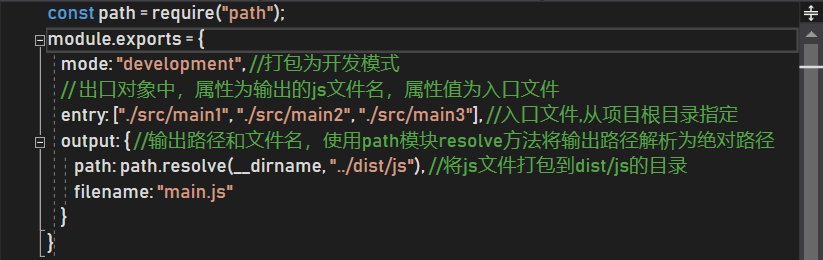 const path = require("path");
module.exports = {
mode: "development", //打包为开发模式
// 出口对象中，属性为输出的js文件名，属性值为入口文件
entry: ["./src/main1", "./src/main2", "./src/main3"], //入口文件,从项目根目录指定
output: { //输出路径和文件名，使用path模块resolve方法将输出路径解析为绝对路径
path: path.resolve(__dirname, "../dist/js"), //将js文件打包到dist/js的目录
filename: "main.js"
}
}